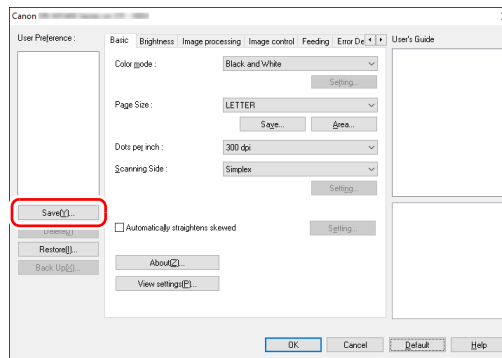 Canon
User Preference :
Basic Brightness Image processing Image control Feeding Error De
User's Guide
Color mode : Black and White
Setting...
Page Size : LETTER
Save... Area...
Dots per inch : 300 dpi
Scanning Side : Simplex
Setting...
Save(Y)...
Delete(J)
Automatically straightens skewed Setting...
Restore(I)...
About(Z)...
Back Up(X)...
View settings(P)...
OK Cancel Default Help